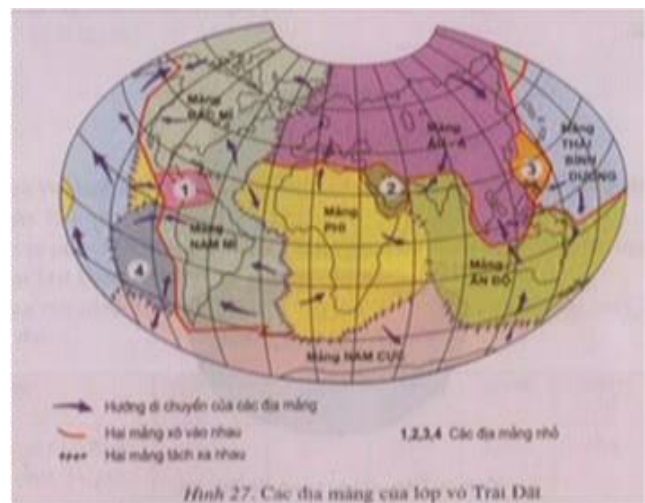 Mảng
BẮC MĨ
Mảng
ÂU - Á
Mảng
THÁI
BÌNH
DƯƠNG
1
2
3
Mảng
NAM MĨ
Mảng
PHI
4
Mảng
ẤN ĐỘ
Mảng NAM CỰC
Hướng di chuyển của các địa mảng
Hai mảng xô vào nhau
1,2,3,4 Các địa mảng nhỏ
Hai mảng tách xa nhau
Hình 27. Các địa mảng của lớp vỏ Trái Đất